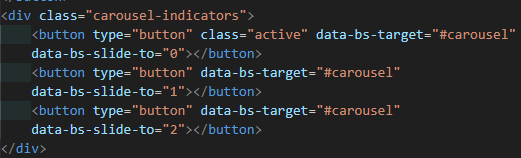 <div class="carousel-indicators">
<button type="button" class="active" data-bs-target="#carousel"
data-bs-slide-to="0"></button>
<button type="button" data-bs-target="#carousel"
data-bs-slide-to="1"></button>
<button type="button" data-bs-target="#carousel"
data-bs-slide-to="2"></button>
</div>